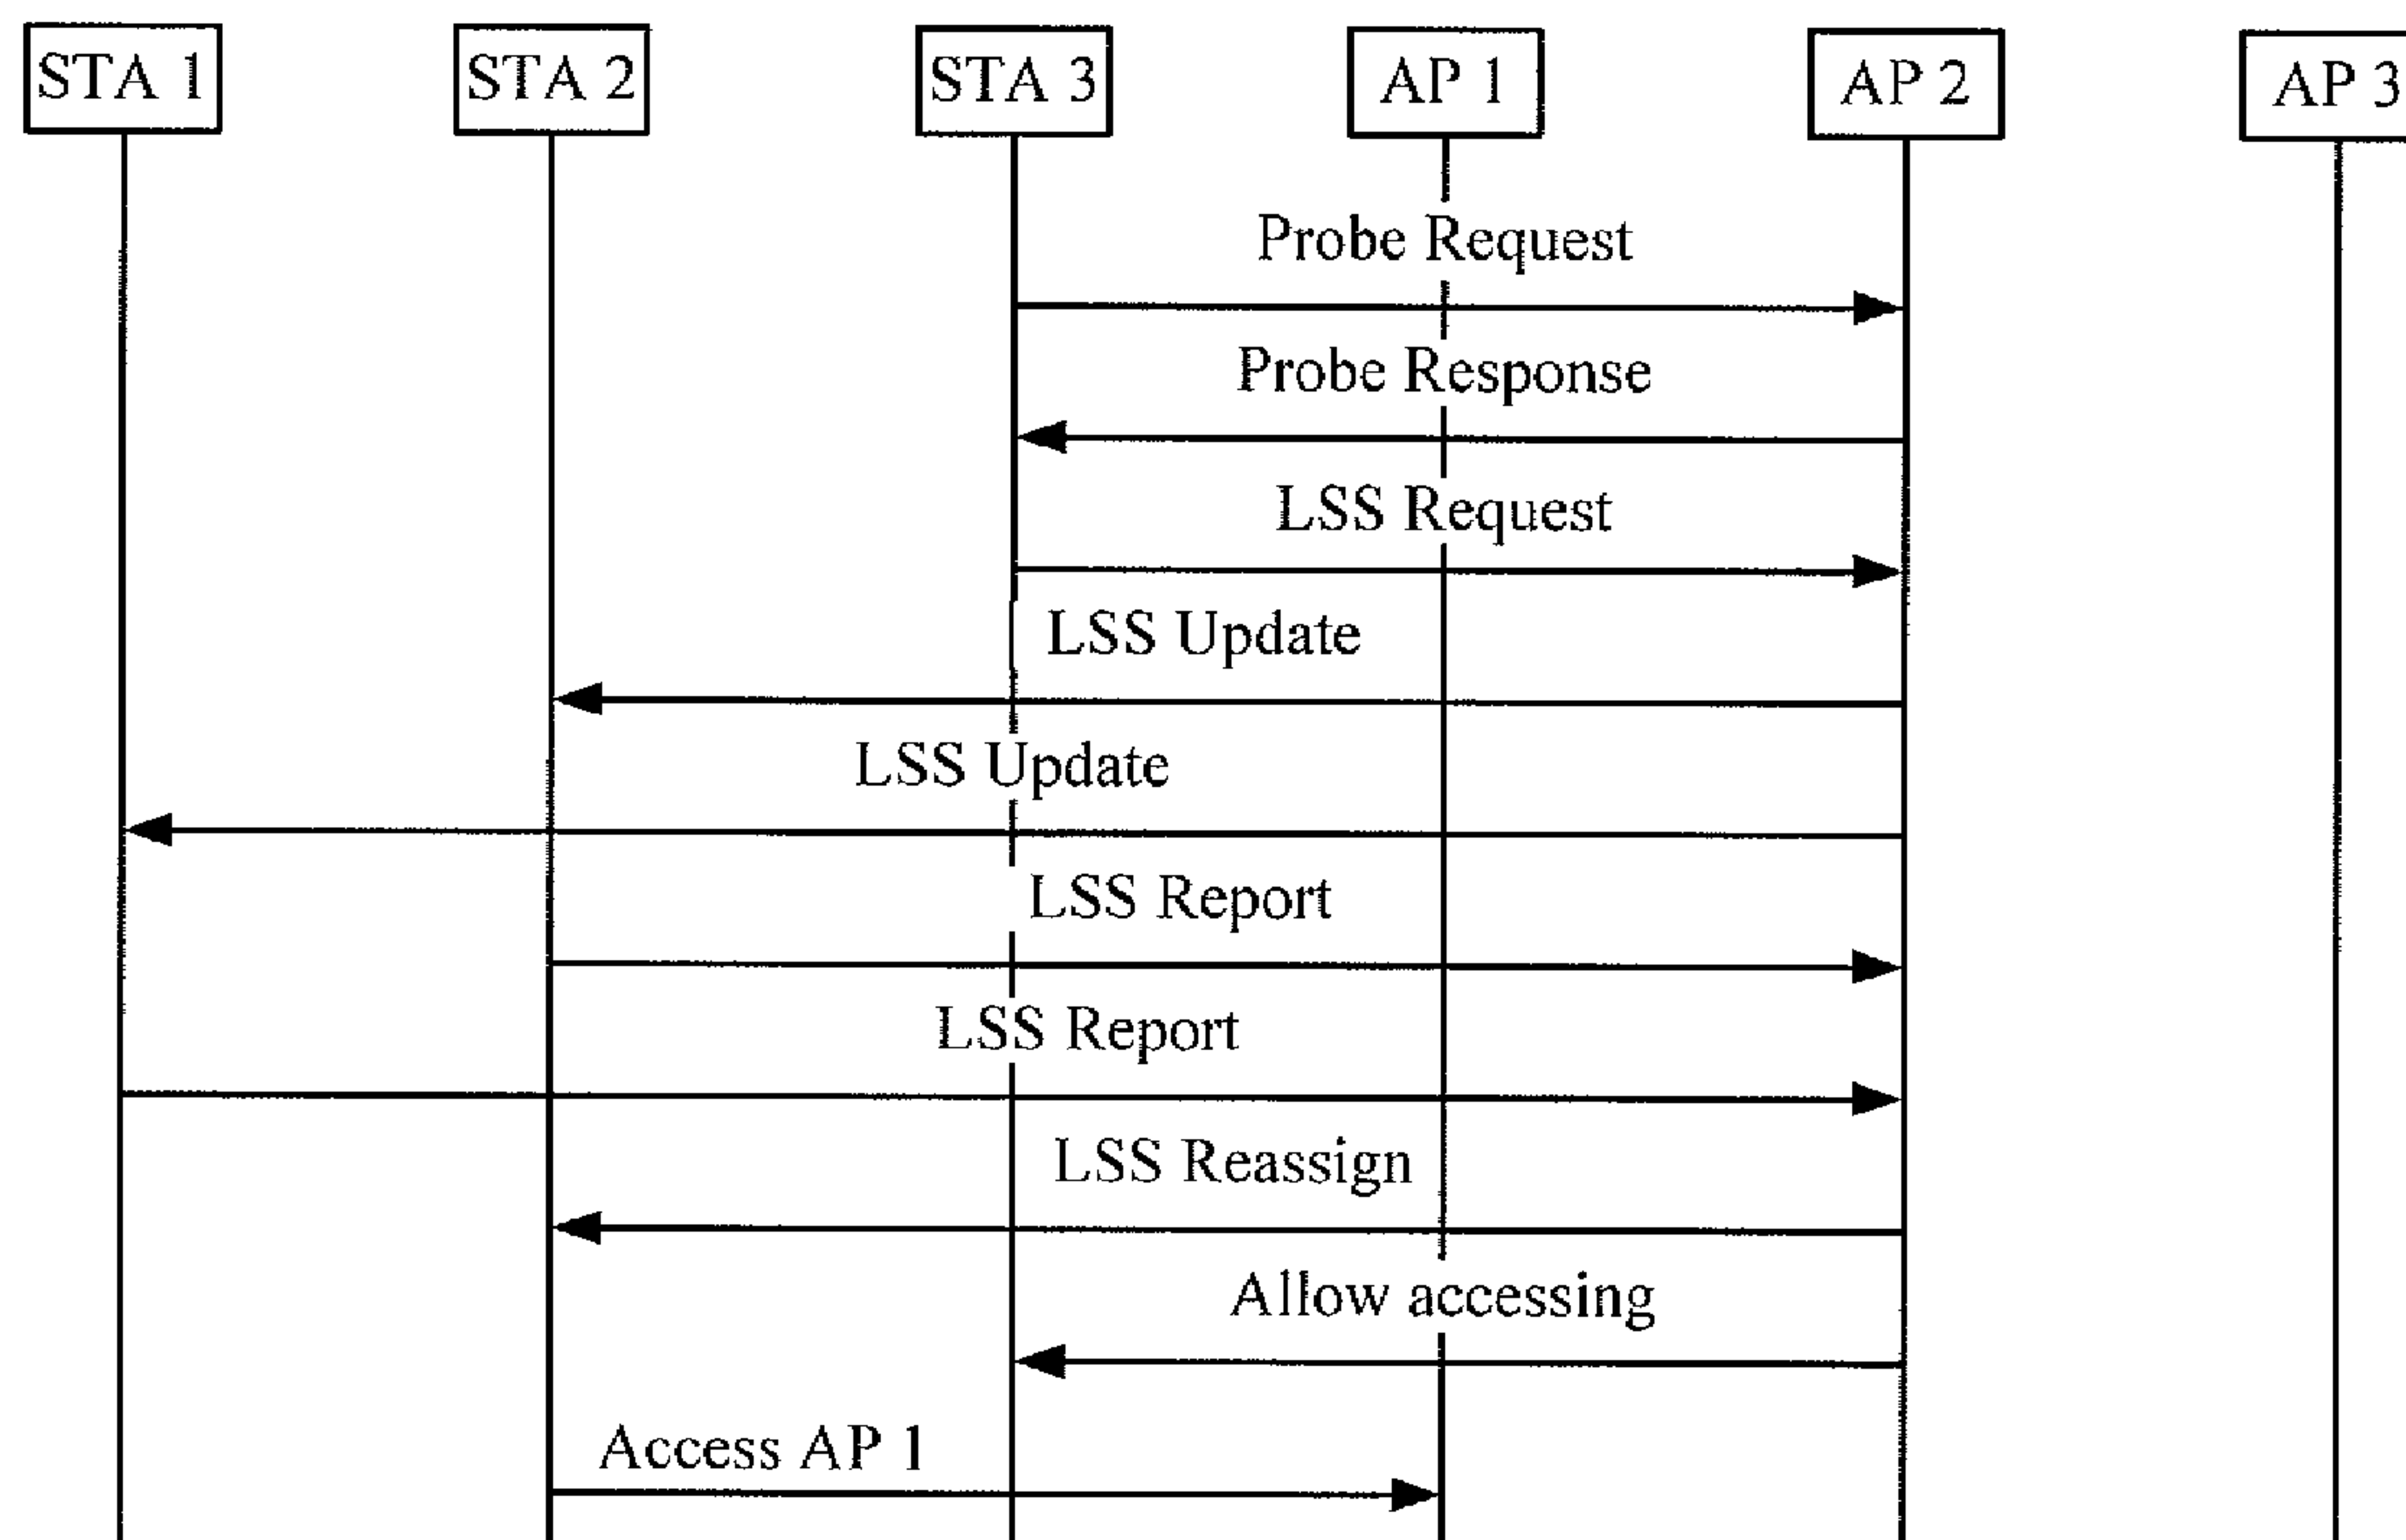 STA 1
STA 2
STA 3
AP 1
AP 2
AP 3
Probe Request
Probe Response
LSS Request
LSS Update
LSS Update
LSS Report
LSS Report
LSS Reassign
Allow accessing
Access AP 1